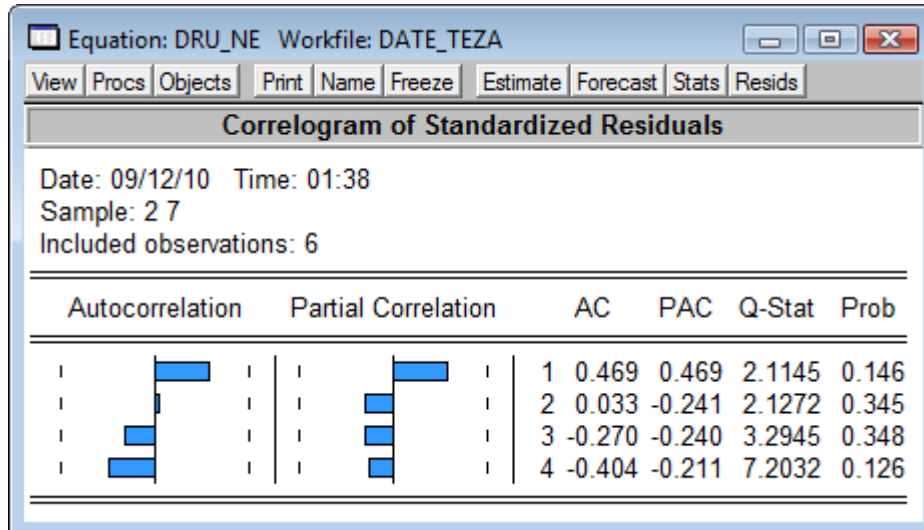 Equation: DRU_NE Workfile: DATE_TEZA
View Procs Objects Print Name Freeze Estimate Forecast Stats Resids
Correlogram of Standardized Residuals
Date: 09/12/10 Time: 01:38
Sample: 2 7
Included observations: 6
Autocorrelation Partial Correlation AC PAC Q-Stat Prob
1 0.469 0.469 2.1145 0.146
2 0.033 -0.241 2.1272 0.345
3 -0.270 -0.240 3.2945 0.348
4 -0.404 -0.211 7.2032 0.126